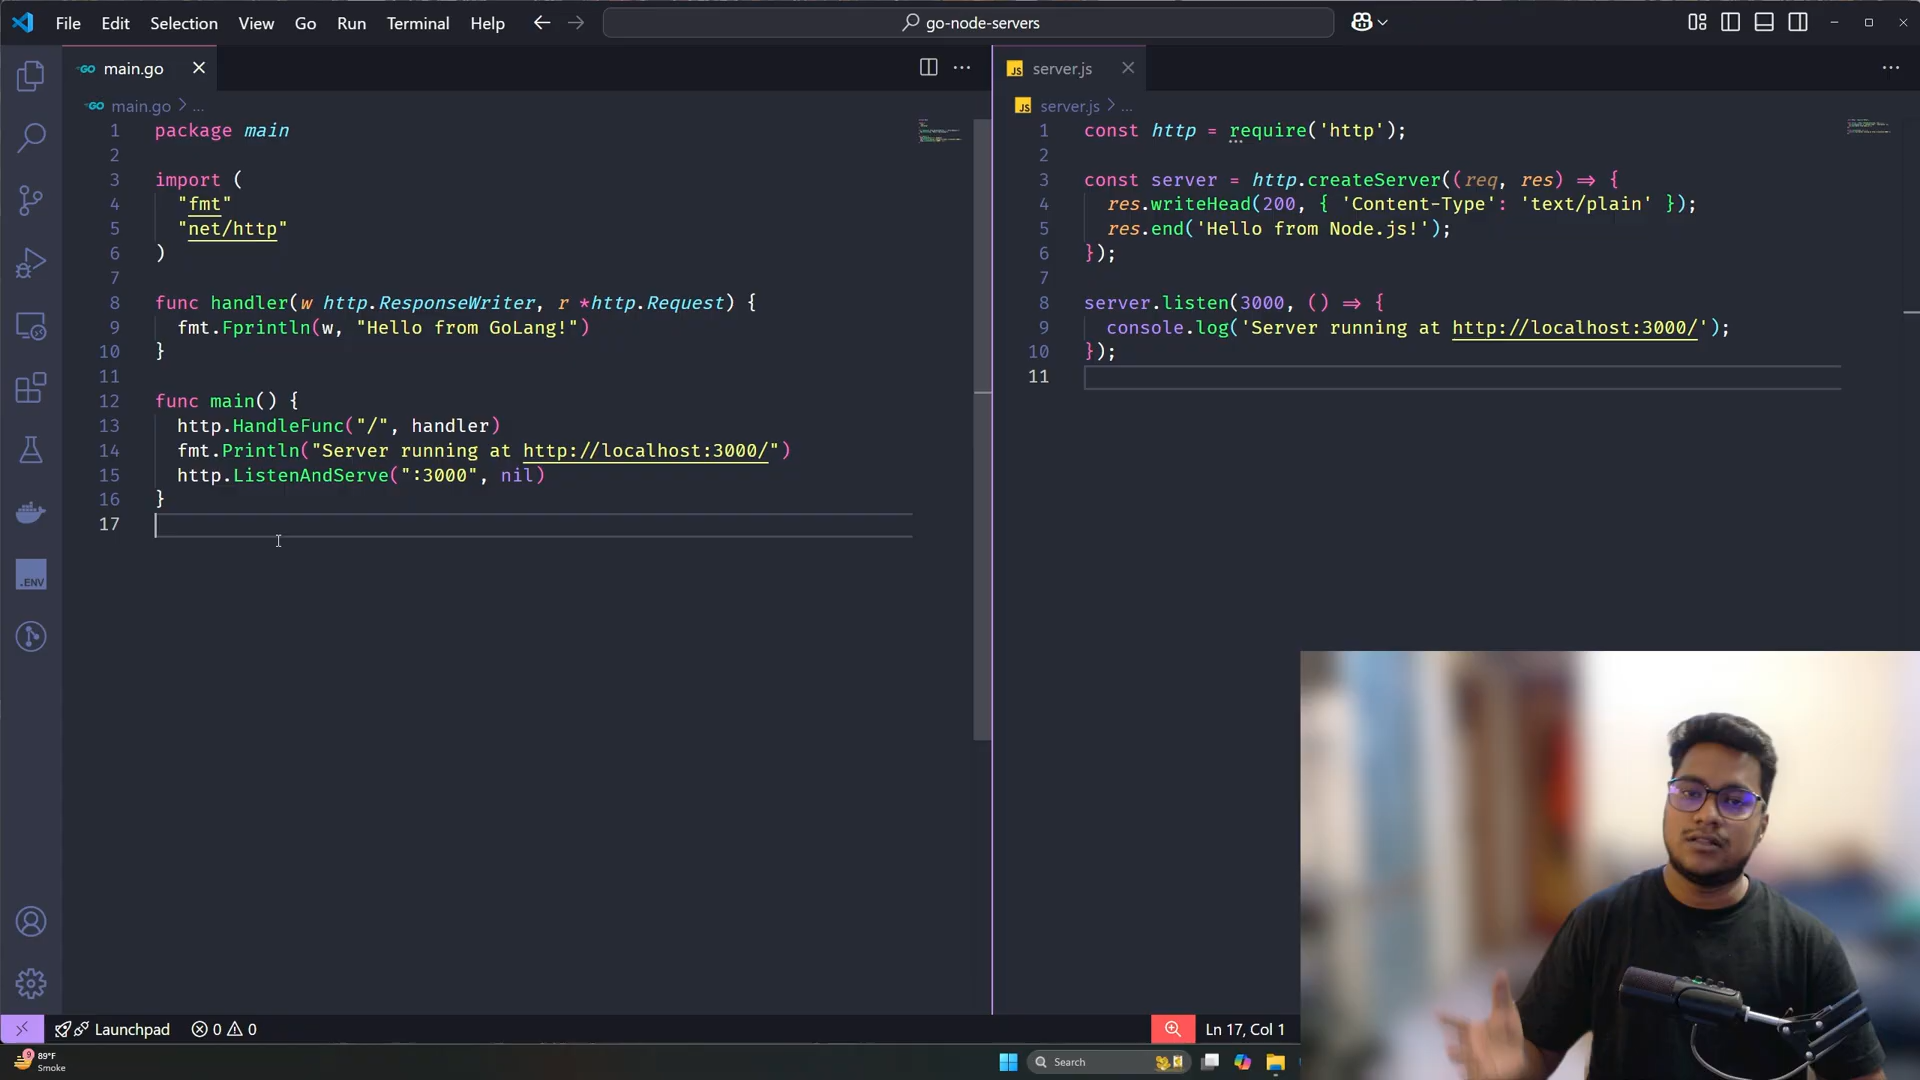 File Edit Selection View Go Run Terminal Help
go-node-servers
main.go
main.go > ...
1 package main
2
3 import (
4 "fmt"
5 "net/http"
6 )
7
8 func handler(w http.ResponseWriter, r *http.Request) {
9 fmt.Fprintln(w, "Hello from GoLang!")
10 }
11
12 func main() {
13 http.HandleFunc("/", handler)
14 fmt.Println("Server running at http://localhost:3000/")
15 http.ListenAndServe(":3000", nil)
16 }
17
JS server.js
JS server.js > ...
1 const http = require('http');
2
3 const server = http.createServer((req, res) => {
4 res.writeHead(200, { 'Content-Type': 'text/plain' });
5 res.end('Hello from Node.js!');
6 });
7
8 server.listen(3000, () => {
9 console.log('Server running at http://localhost:3000/');
10 });
11
.ENV
Launchpad 0 0
Ln 17, Col 1
89°F
Smoke
Search